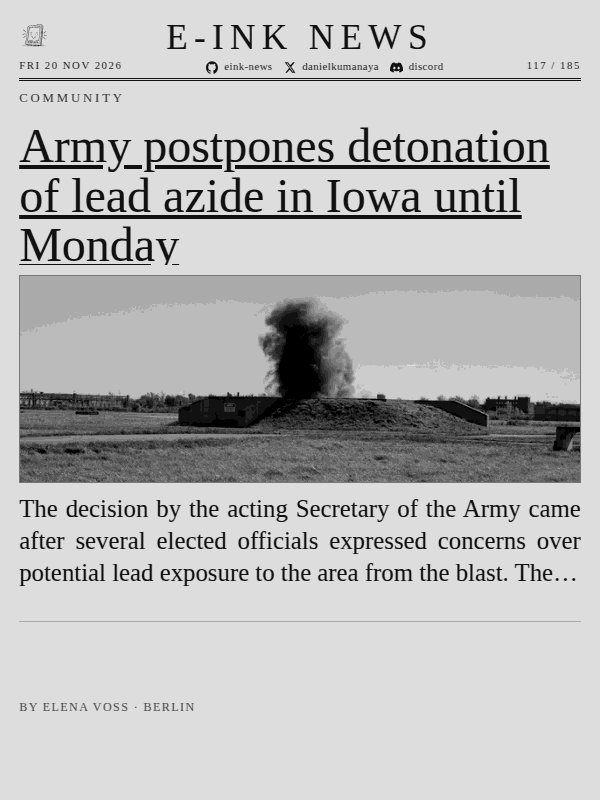 E-INK NEWS
FRI 20 NOV 2026
eink-news danielkumanaya discord
117 / 185
COMMUNITY
Army postpones detonation
of lead azide in Iowa until
Monday
The decision by the acting Secretary of the Army came
after several elected officials expressed concerns over
potential lead exposure to the area from the blast. The…
BY ELENA VOSS · BERLIN